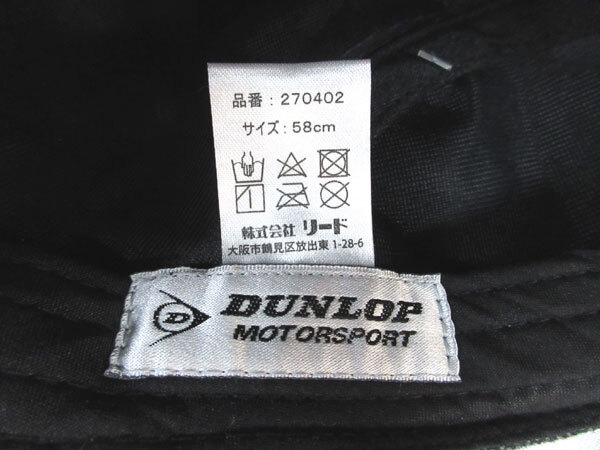 品番：270402
サイズ：58cm
株式会社 リード
大阪市鶴見区放出東 1-28-6
D DUNLOP
MOTORSPORT